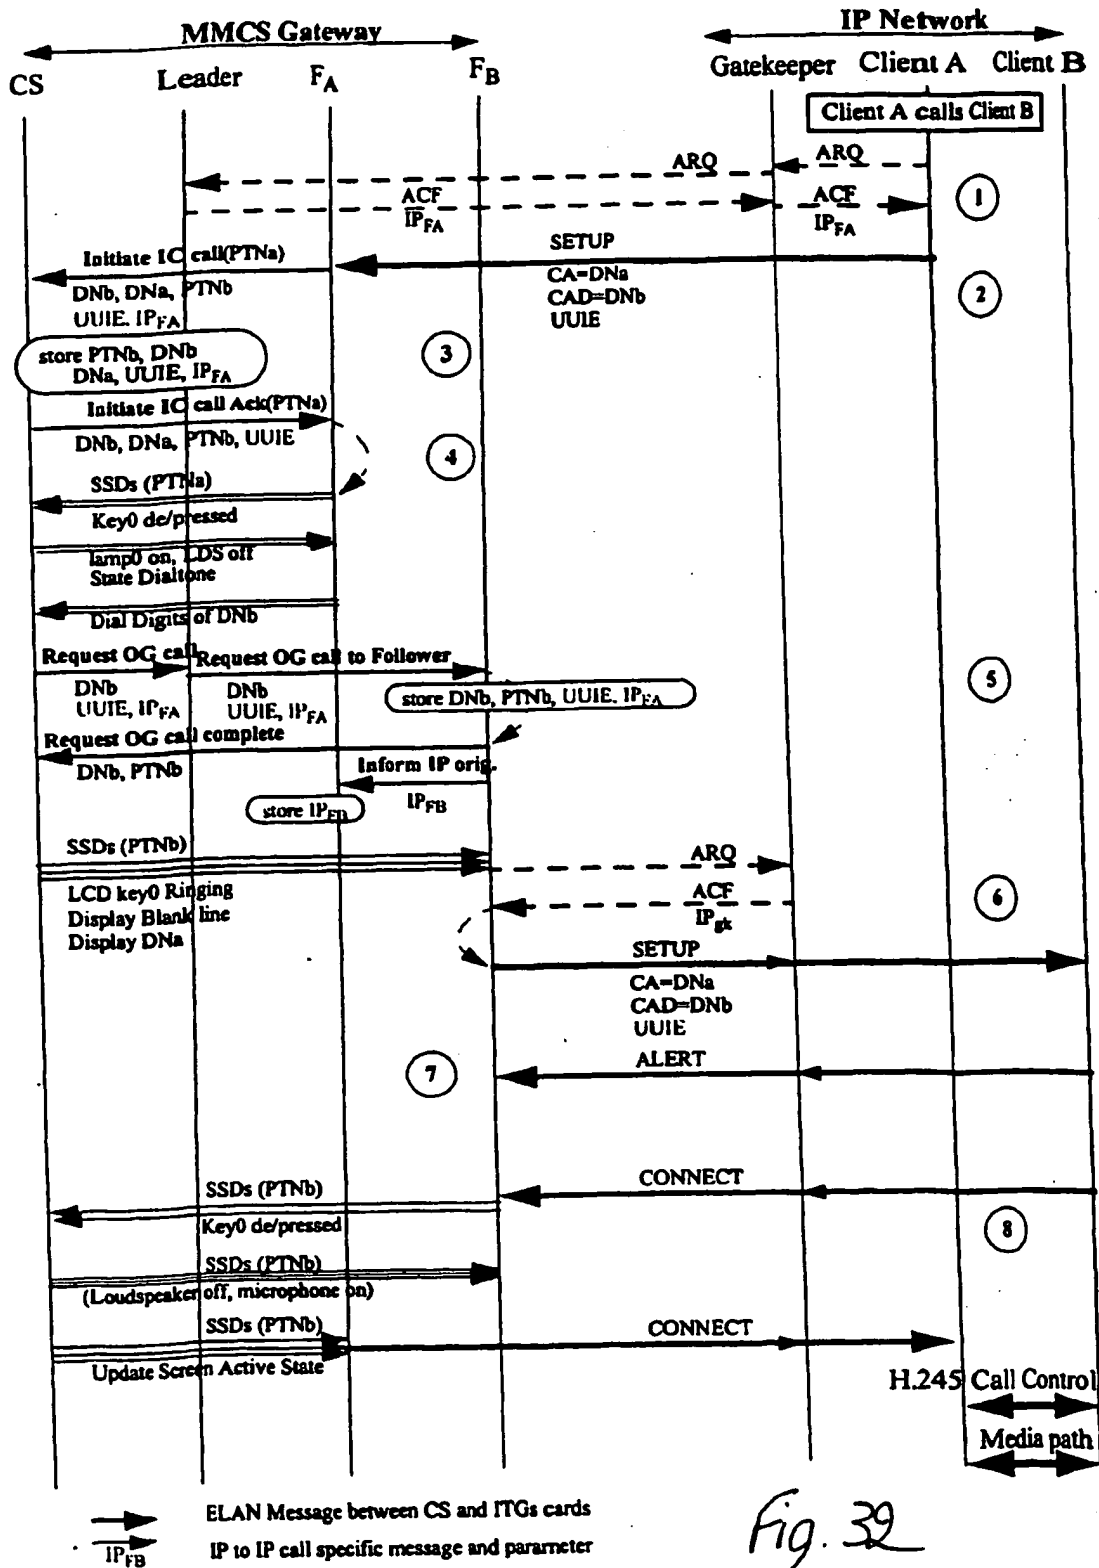 MMCS Gateway
IP Network
CS Leader FA FB Gatekeeper Client A Client B
Client A calls Client B
ARQ ARQ
ACF ACF
IPFA IPFA
1
SETUP
Initiate IC call(PTNa)
CA=DNa
DNb, DNa, PTNb
CAD=DNb
2
UUIE. IPFA
UUIE
store PTNb, DNb
DNa, UUIE, IPFA
3
Initiate IC call Ack(PTNa)
DNb, DNa, PTNb, UUIE
4
SSDs (PTNa)
Key0 de/pressed
lamp0 on, LDS off
State Dialtone
Dial Digits of DNb
Request OG call Request OG call to Follower
5
DNb DNb
UUIE, IPFA UUIE, IPFA
store DNb, PTNb, UUIE. IPFA
Request OG call complete
DNb, PTNb
Inform IP orig.
IPFB
store IPFB
SSDs (PTNb)
ARQ
LCD key0 Ringing
ACF
6
Display Blank line
IPgk
Display DNa
SETUP
CA=DNa
CAD=DNb
UUIE
7
ALERT
CONNECT
SSDs (PTNb)
Key0 de/pressed
8
SSDs (PTNb)
(Loudspeaker off, microphone on)
SSDs (PTNb)
CONNECT
Update Screen Active State
H.245 Call Control
Media path
ELAN Message between CS and ITGs cards
IPFB IP to IP call specific message and parameter
Fig. 32